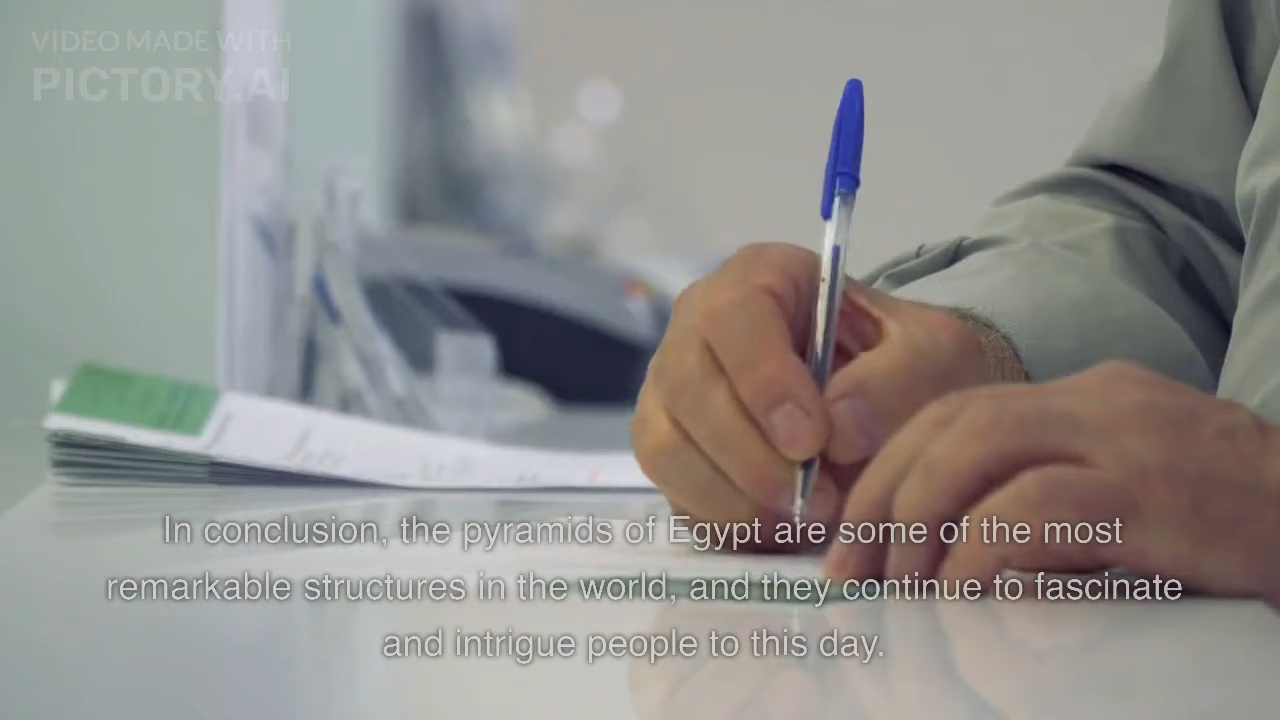 VIDEO MADE WITH
PICTORY.AI
In conclusion, the pyramids of Egypt are some of the most
remarkable structures in the world, and they continue to fascinate
and intrigue people to this day.